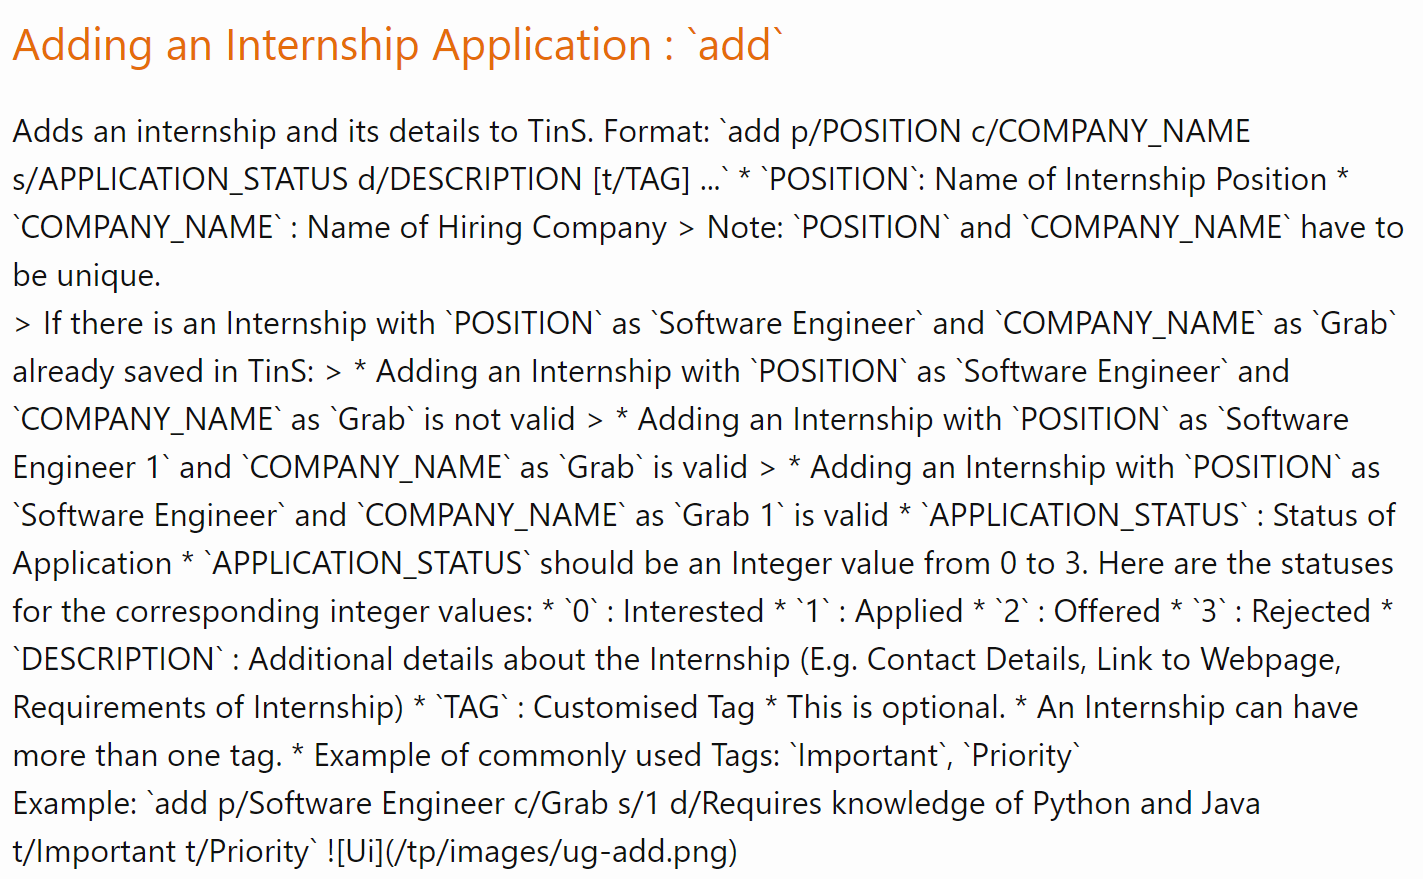 Adding an Internship Application : `add`
Adds an internship and its details to TinS. Format: `add p/POSITION c/COMPANY_NAME
s/APPLICATION_STATUS d/DESCRIPTION [t/TAG] ...` * `POSITION`: Name of Internship Position *
`COMPANY_NAME` : Name of Hiring Company > Note: `POSITION` and `COMPANY_NAME` have to
be unique.
> If there is an Internship with `POSITION` as `Software Engineer` and `COMPANY_NAME` as `Grab`
already saved in TinS: > * Adding an Internship with `POSITION` as `Software Engineer` and
`COMPANY_NAME` as `Grab` is not valid > * Adding an Internship with `POSITION` as `Software
Engineer 1` and `COMPANY_NAME` as `Grab` is valid > * Adding an Internship with `POSITION` as
`Software Engineer` and `COMPANY_NAME` as `Grab 1` is valid * `APPLICATION_STATUS` : Status of
Application * `APPLICATION_STATUS` should be an Integer value from 0 to 3. Here are the statuses
for the corresponding integer values: * `0` : Interested * `1` : Applied * `2` : Offered * `3` : Rejected *
`DESCRIPTION` : Additional details about the Internship (E.g. Contact Details, Link to Webpage,
Requirements of Internship) * `TAG` : Customised Tag * This is optional. * An Internship can have
more than one tag. * Example of commonly used Tags: `Important`, `Priority`
Example: `add p/Software Engineer c/Grab s/1 d/Requires knowledge of Python and Java
t/Important t/Priority` ![Ui](/tp/images/ug-add.png)